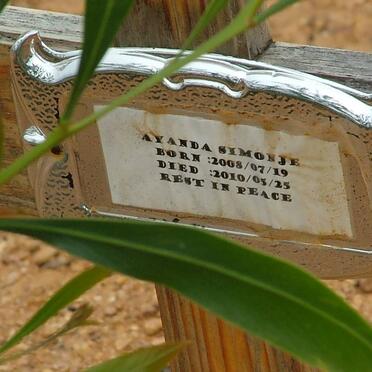 AYANDA SIMONJE
BORN :2008/07/19
DIED :2010/05/25
REST IN PEACE